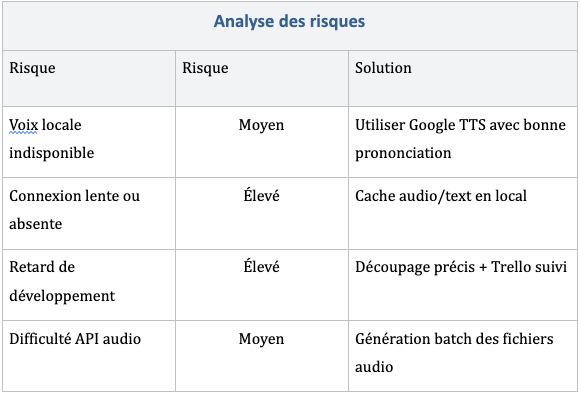 Analyse des risques
Risque Risque Solution
Voix locale indisponible Moyen Utiliser Google TTS avec bonne prononciation
Connexion lente ou absente Élevé Cache audio/text en local
Retard de développement Élevé Découpage précis + Trello suivi
Difficulté API audio Moyen Génération batch des fichiers audio